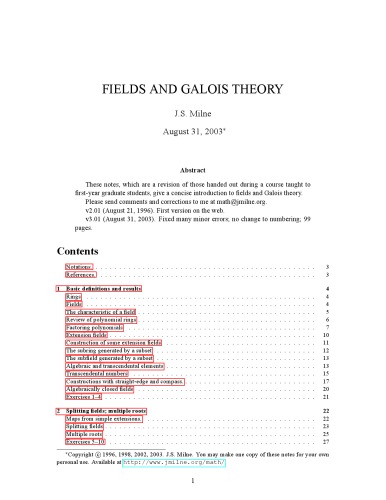 FIELDS AND GALOIS THEORY
J.S. Milne
August 31, 2003*
Abstract
These notes, which are a revision of those handed out during a course taught to
first-year graduate students, give a concise introduction to fields and Galois theory.
Please send comments and corrections to me at math@jmilne.org.
v2.01 (August 21, 1996). First version on the web.
v3.01 (August 31, 2003). Fixed many minor errors; no change to numbering; 99
pages.
Contents
Notations. . . . . . . . . . . . . . . . . . . . 3
References. . . . . . . . . . . . . . . . . . . . 3
1 Basic definitions and results 4
Rings . . . . . . . . . . . . . . . . . . . . 4
Fields . . . . . . . . . . . . . . . . . . . . 4
The characteristic of a field . . . . . . . . . . . . . . . . . . . . 5
Review of polynomial rings . . . . . . . . . . . . . . . . . . . . 6
Factoring polynomials . . . . . . . . . . . . . . . . . . . . 7
Extension fields . . . . . . . . . . . . . . . . . . . . 10
Construction of some extension fields . . . . . . . . . . . . . . . . . . . . 11
The subring generated by a subset . . . . . . . . . . . . . . . . . . . . 12
The subfield generated by a subset . . . . . . . . . . . . . . . . . . . . 13
Algebraic and transcendental elements . . . . . . . . . . . . . . . . . . . . 13
Transcendental numbers . . . . . . . . . . . . . . . . . . . . 15
Constructions with straight-edge and compass. . . . . . . . . . . . . . . . . . . . 17
Algebraically closed fields . . . . . . . . . . . . . . . . . . . . 20
Exercises 1–4 . . . . . . . . . . . . . . . . . . . . 21
2 Splitting fields; multiple roots 22
Maps from simple extensions. . . . . . . . . . . . . . . . . . . . 22
Splitting fields . . . . . . . . . . . . . . . . . . . . 23
Multiple roots . . . . . . . . . . . . . . . . . . . . 25
Exercises 5–10 . . . . . . . . . . . . . . . . . . . . 27
*Copyright © 1996, 1998, 2002, 2003. J.S. Milne. You may make one copy of these notes for your own
personal use. Available at http://www.jmilne.org/math/
1